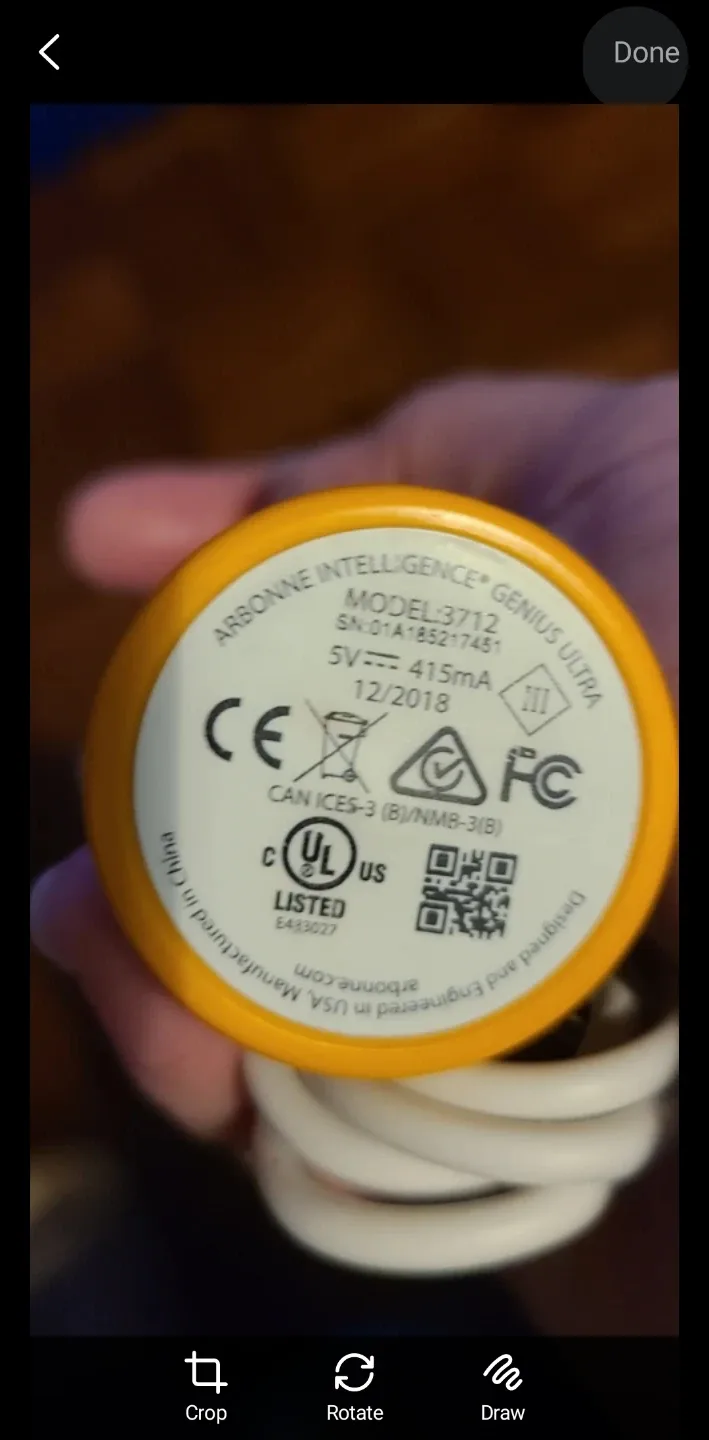 Done
ARBONNE INTELLIGENCE® GENIUS ULTRA
MODEL:3712
SN:01A185217451
5V 415mA
12/2018
III
CE
FC
CAN ICES-3 (B)/NMB-3(B)
C UL US
LISTED
E483027
arbonne.com
Designed and Engineered in USA, Manufactured in China
Crop
Rotate
Draw